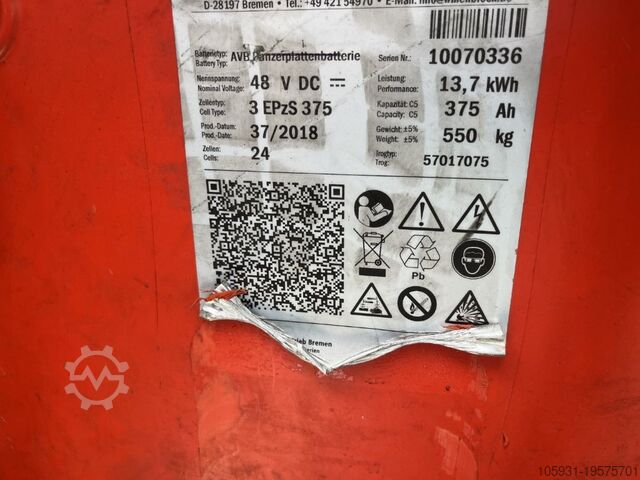 D-28197 Bremen • Tel.: +49 421 54970 • E-Mail:
Batterietyp: AVB Panzerplattenbatterie Serien Nr.: 10070336
Battery Typ:
Nennspannung: 48 V DC Leistung: 13,7 kWh
Nominal Voltage: Performance:
Zellentyp: 3 EPzS 375 Kapazität: C5 375 Ah
Cell Type: Capacity: C5
Prod.-Datum: 37/2018 Gewicht: ±5% 550 kg
Prod.-Date: Weight: ±5%
Zellen: 24 Trogtyp: 57017075
Cells: Trog:
Pb
Bremen
105931-19575701